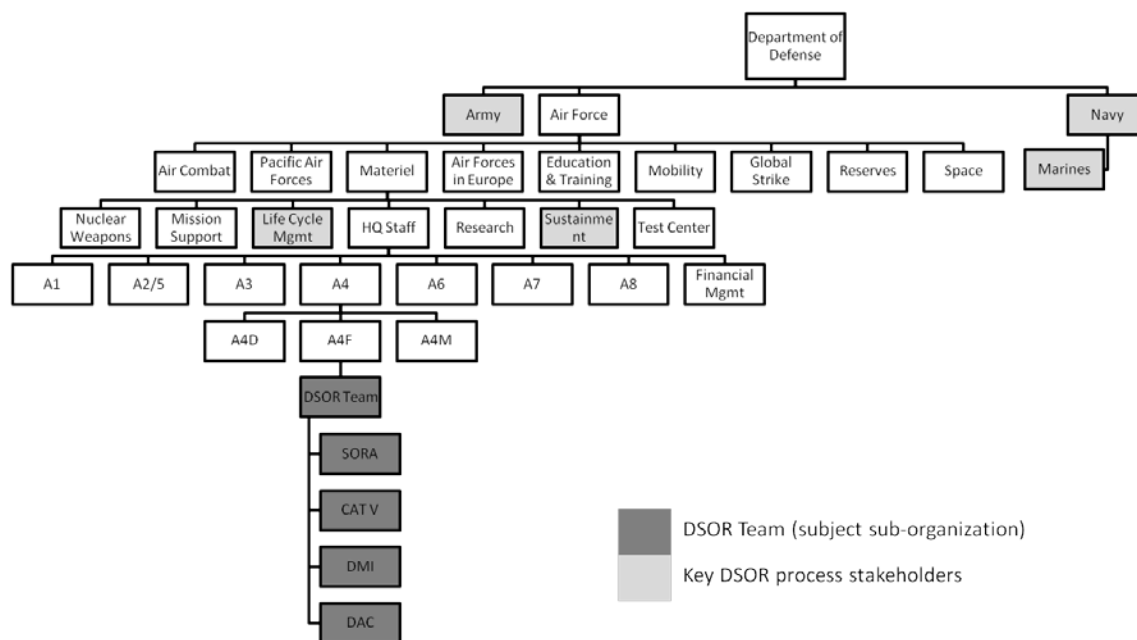 Department of
Defense
Army
Air Force
Navy
Air Combat
Pacific Air
Forces
Materiel
Air Forces
in Europe
Education
& Training
Mobility
Global
Strike
Reserves
Space
Marines
Nuclear
Weapons
Mission
Support
Life Cycle
Mgmt
HQ Staff
Research
Sustainme
nt
Test Center
A1
A2/5
A3
A4
A6
A7
A8
Financial
Mgmt
A4D
A4F
A4M
DSOR Team
SORA
CAT V
DMI
DAC
DSOR Team (subject sub-organization)
Key DSOR process stakeholders